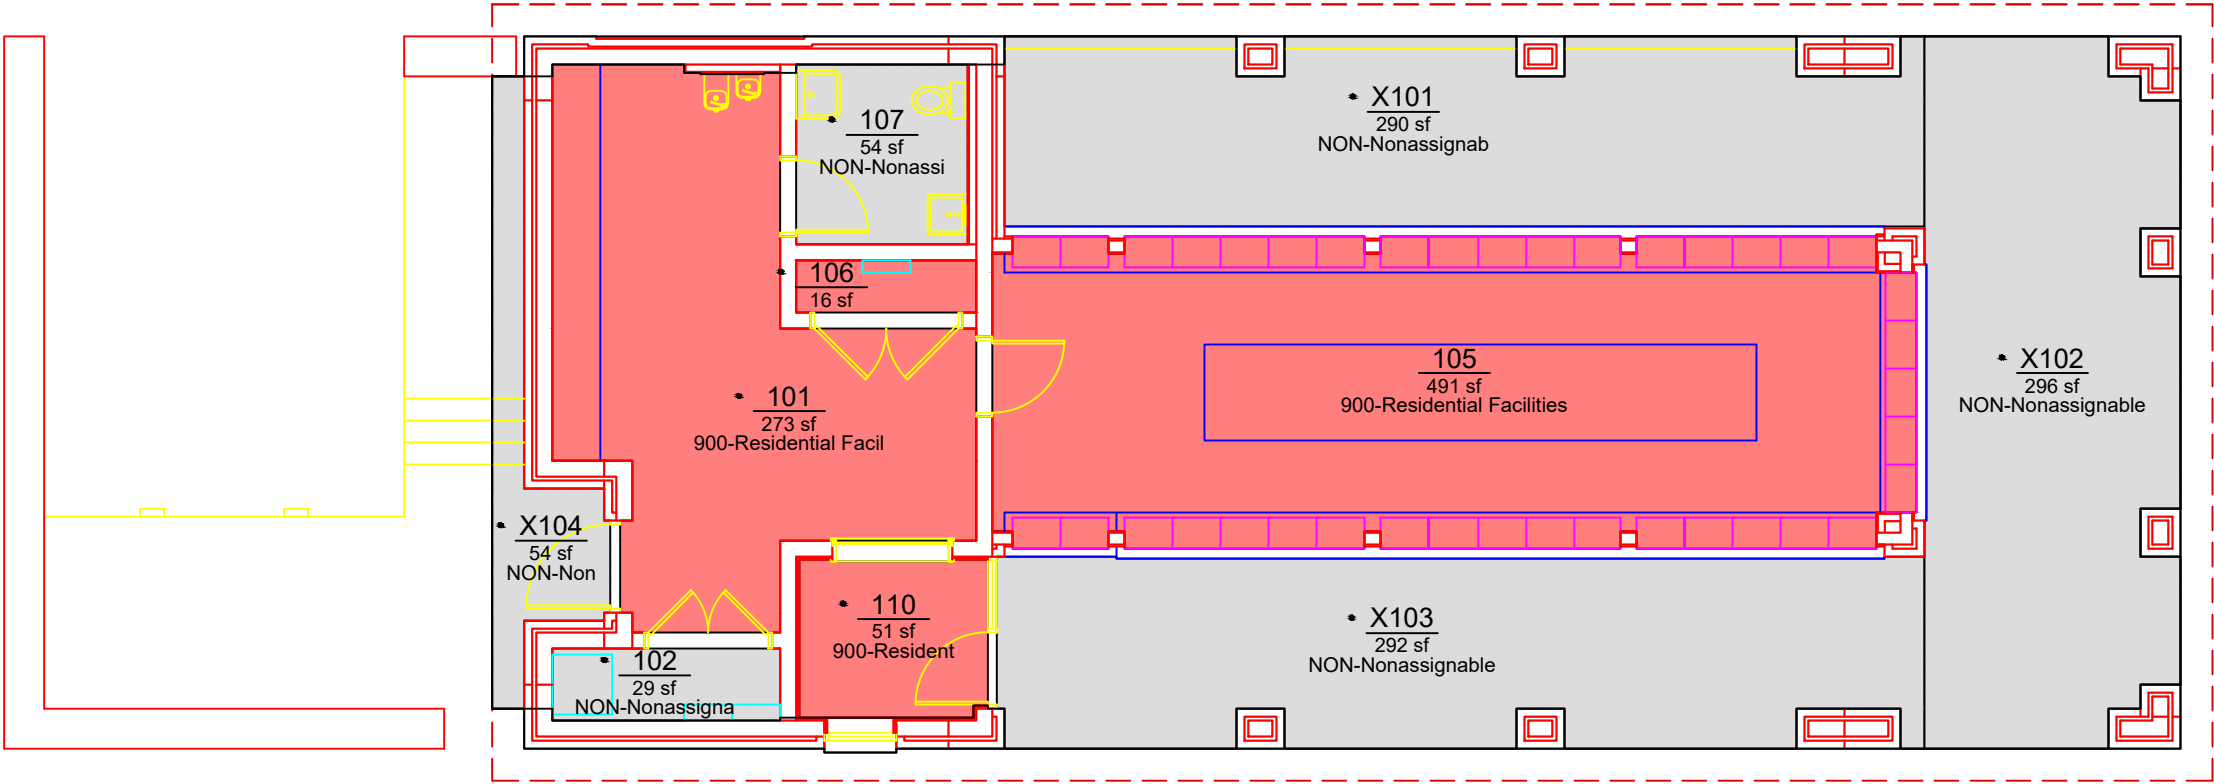 X101
290 sf
NON-Nonassignab
107
54 sf
NON-Nonassi
106
16 sf
105
491 sf
900-Residential Facilities
X102
296 sf
NON-Nonassignable
101
273 sf
900-Residential Facil
X104
54 sf
NON-Non
110
51 sf
900-Resident
X103
292 sf
NON-Nonassignable
102
29 sf
NON-Nonassigna